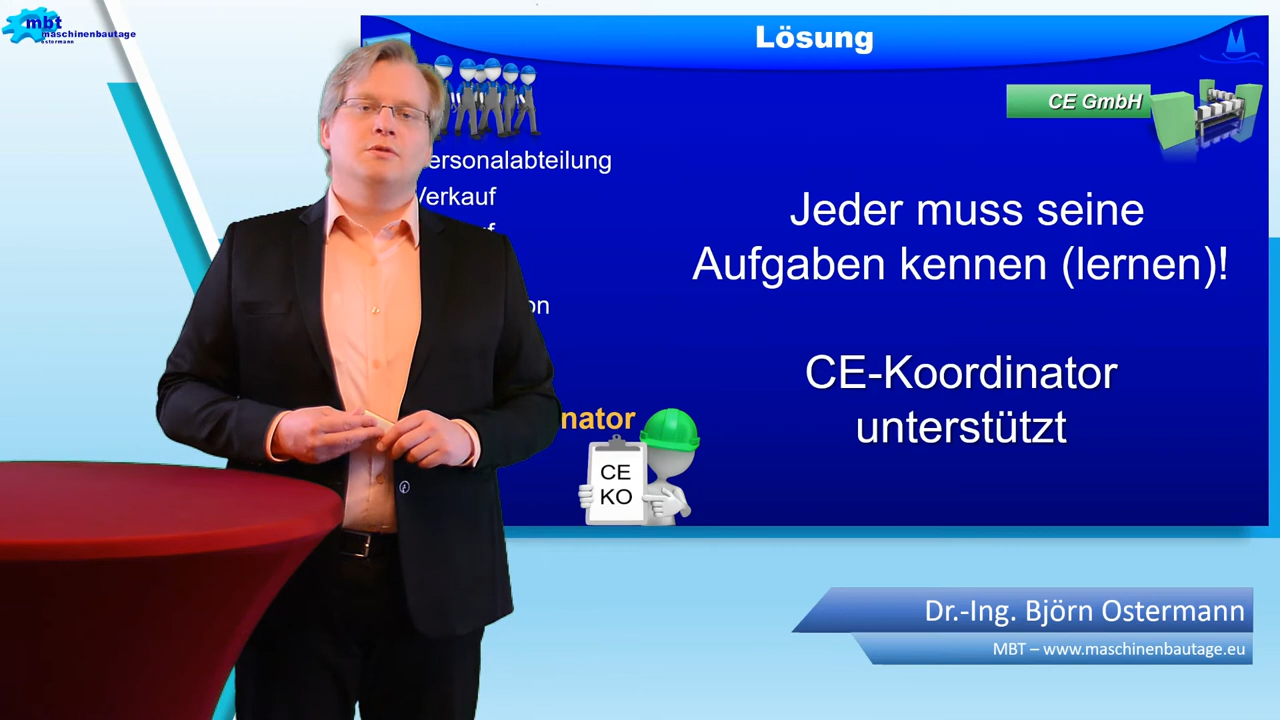 mbt
maschinenbautage
ostermann
Lösung
CE GmbH
ersonalabteilung
Verkauf
f
on
nator
Jeder muss seine
Aufgaben kennen (lernen)!
CE-Koordinator
unterstützt
CE
KO
Dr.-Ing. Björn Ostermann
MBT – www.maschinenbautage.eu